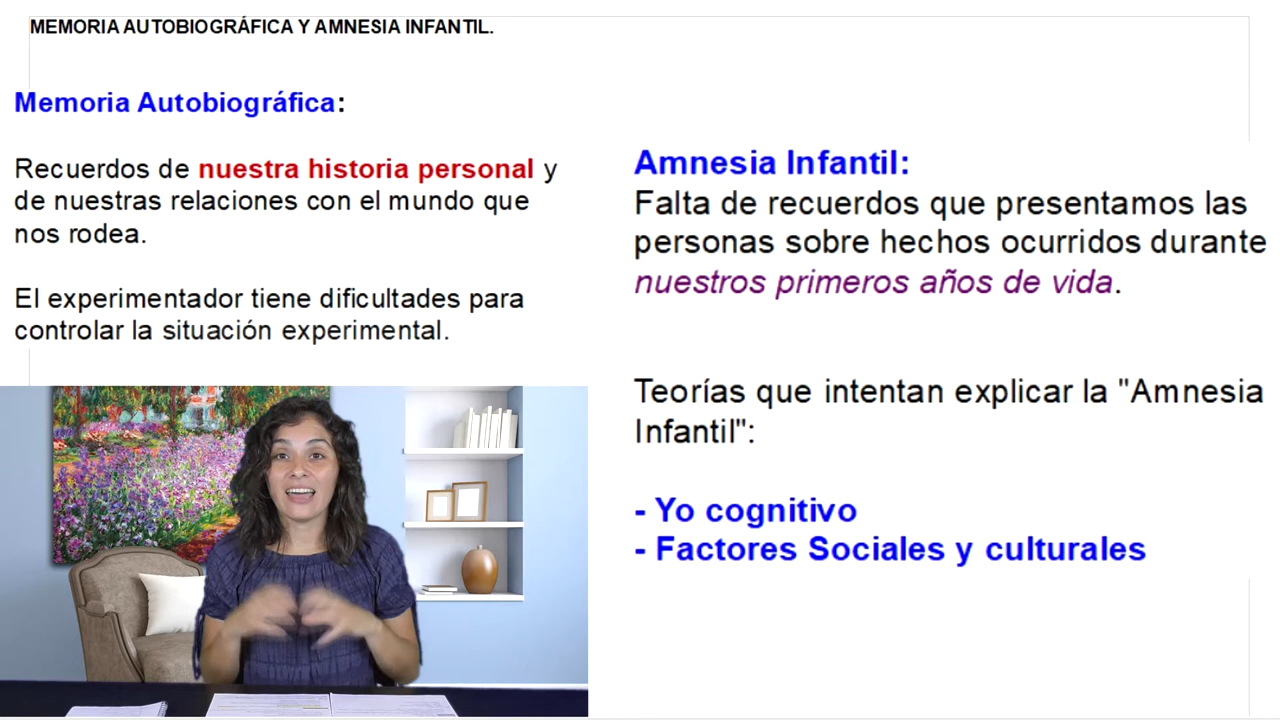 MEMORIA AUTOBIOGRÁFICA Y AMNESIA INFANTIL.
Memoria Autobiográfica:
Recuerdos de nuestra historia personal y
de nuestras relaciones con el mundo que
nos rodea.
El experimentador tiene dificultades para
controlar la situación experimental.
Amnesia Infantil:
Falta de recuerdos que presentamos las
personas sobre hechos ocurridos durante
nuestros primeros años de vida.
Teorías que intentan explicar la "Amnesia
Infantil":
- Yo cognitivo
- Factores Sociales y culturales